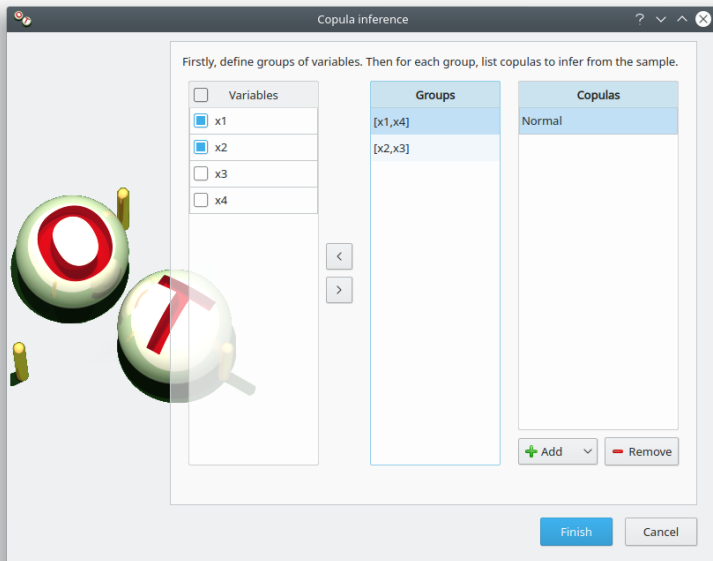 Copula inference
Firstly, define groups of variables. Then for each group, list copulas to infer from the sample.
Variables
x1
x2
x3
x4
Groups
[x1,x4]
[x2,x3]
Copulas
Normal
Add
Remove
Finish
Cancel
O
T